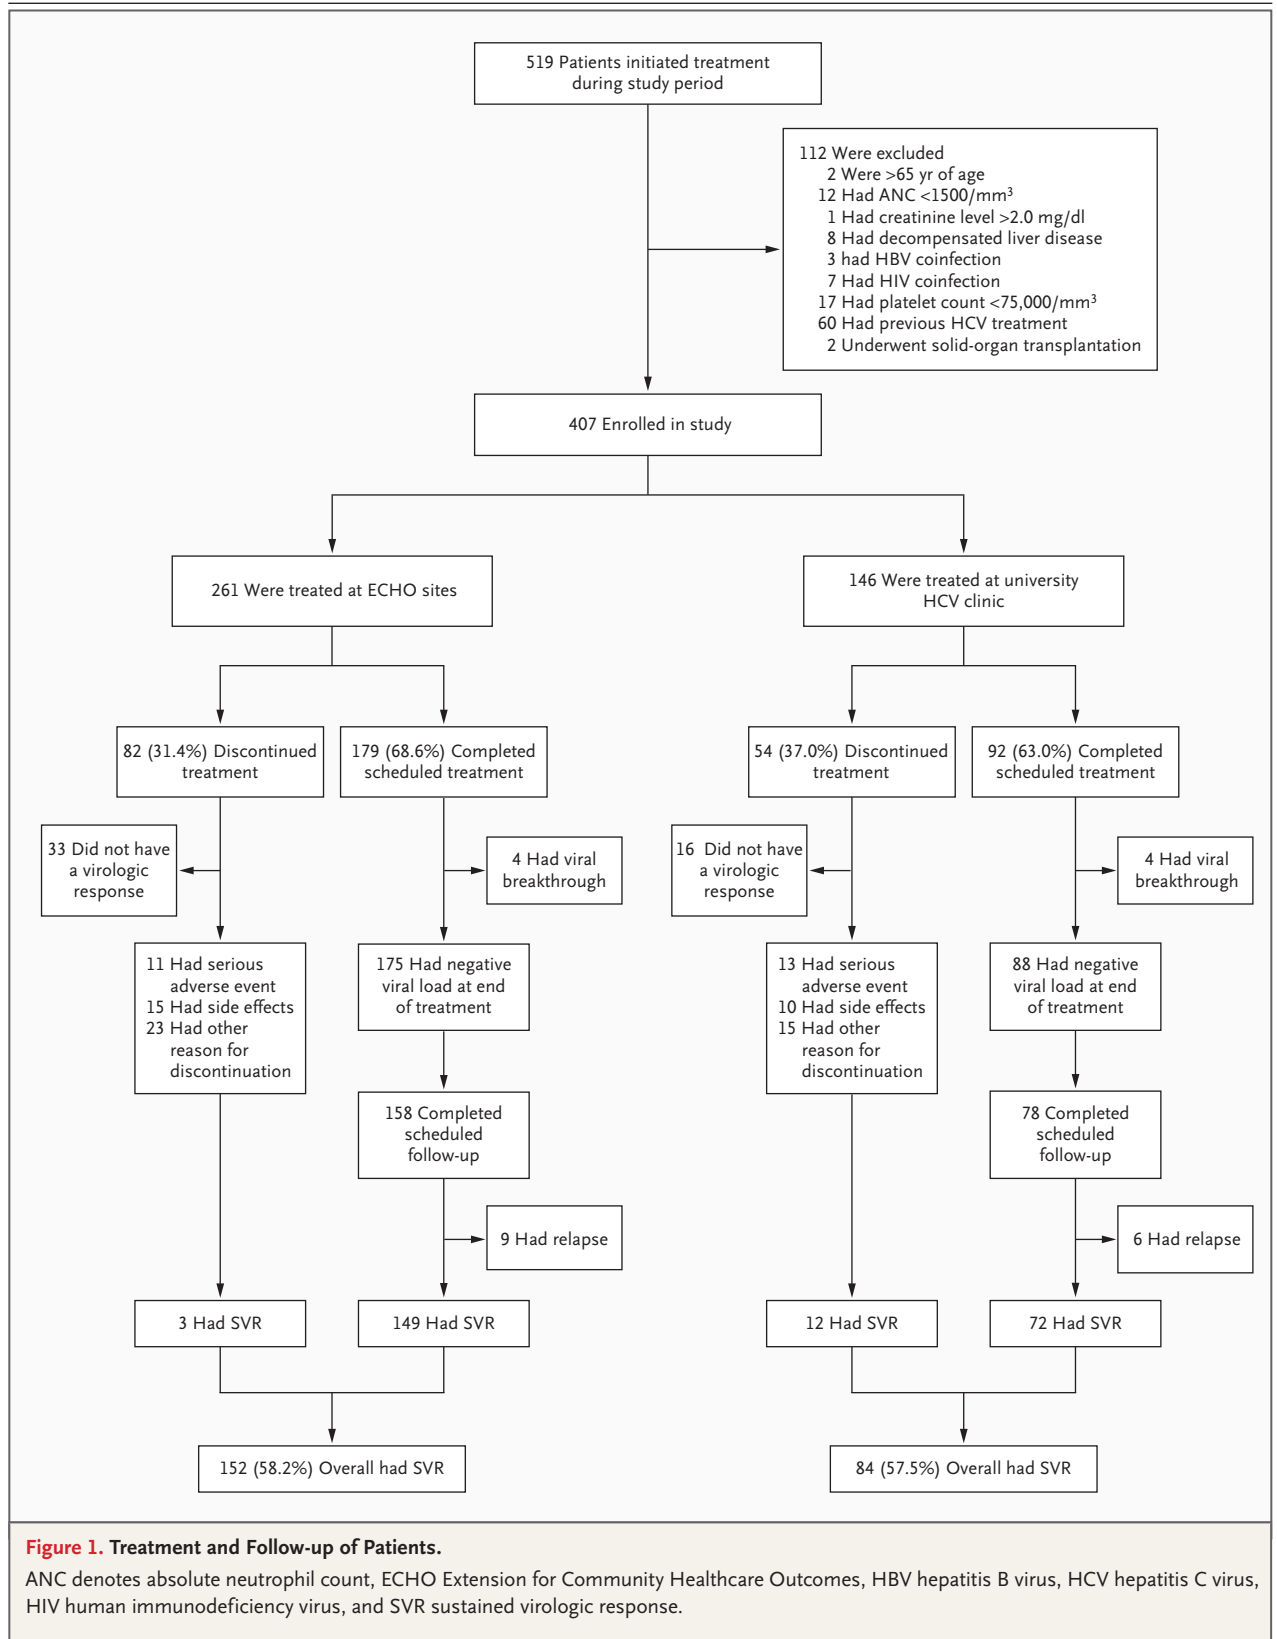 519 Patients initiated treatment
during study period
112 Were excluded
2 Were >65 yr of age
12 Had ANC <1500/mm³
1 Had creatinine level >2.0 mg/dl
8 Had decompensated liver disease
3 had HBV coinfection
7 Had HIV coinfection
17 Had platelet count <75,000/mm³
60 Had previous HCV treatment
2 Underwent solid-organ transplantation
407 Enrolled in study
261 Were treated at ECHO sites
146 Were treated at university
HCV clinic
82 (31.4%) Discontinued
treatment
179 (68.6%) Completed
scheduled treatment
54 (37.0%) Discontinued
treatment
92 (63.0%) Completed
scheduled treatment
33 Did not have
a virologic
response
4 Had viral
breakthrough
16 Did not have
a virologic
response
4 Had viral
breakthrough
11 Had serious
adverse event
15 Had side effects
23 Had other
reason for
discontinuation
175 Had negative
viral load at end
of treatment
13 Had serious
adverse event
10 Had side effects
15 Had other
reason for
discontinuation
88 Had negative
viral load at end
of treatment
158 Completed
scheduled
follow-up
78 Completed
scheduled
follow-up
9 Had relapse
6 Had relapse
3 Had SVR
149 Had SVR
12 Had SVR
72 Had SVR
152 (58.2%) Overall had SVR
84 (57.5%) Overall had SVR
Figure 1. Treatment and Follow-up of Patients.
ANC denotes absolute neutrophil count, ECHO Extension for Community Healthcare Outcomes, HBV hepatitis B virus, HCV hepatitis C virus,
HIV human immunodeficiency virus, and SVR sustained virologic response.